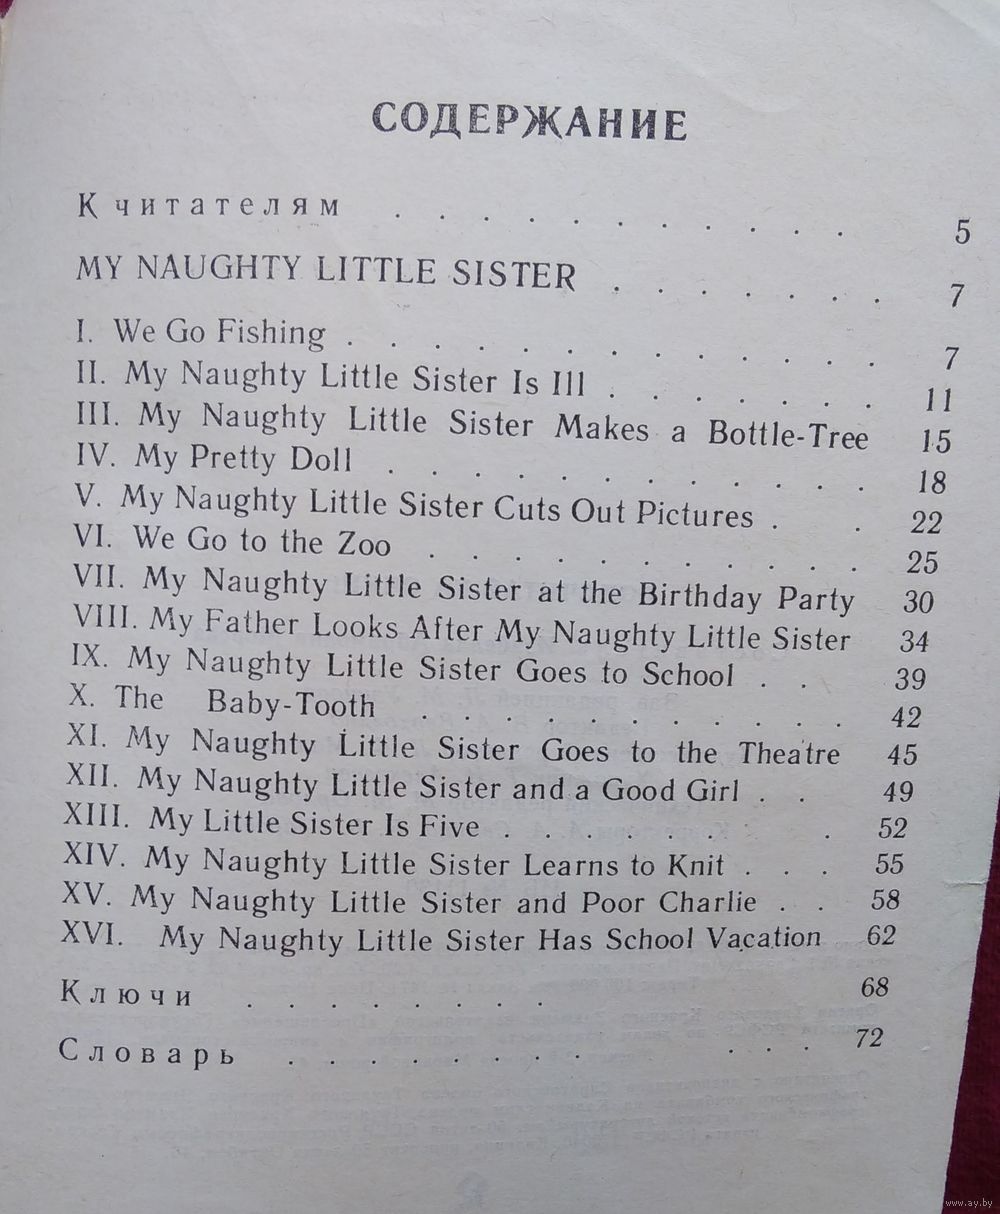 СОДЕРЖАНИЕ
К читателям . . . . . . . . . . . 5
MY NAUGHTY LITTLE SISTER . . . . . . . 7
I. We Go Fishing . . . . . . . . . . . . . 7
II. My Naughty Little Sister Is Ill . . . . . . . 11
III. My Naughty Little Sister Makes a Bottle-Tree 15
IV. My Pretty Doll . . . . . . . . . . . . 18
V. My Naughty Little Sister Cuts Out Pictures . . 22
VI. We Go to the Zoo . . . . . . . . . . . 25
VII. My Naughty Little Sister at the Birthday Party 30
VIII. My Father Looks After My Naughty Little Sister 34
IX. My Naughty Little Sister Goes to School . . 39
X. The Baby-Tooth . . . . . . . . . . . 42
XI. My Naughty Little Sister Goes to the Theatre 45
XII. My Naughty Little Sister and a Good Girl . . 49
XIII. My Little Sister Is Five . . . . . . . 52
XIV. My Naughty Little Sister Learns to Knit . . . 55
XV. My Naughty Little Sister and Poor Charlie . . 58
XVI. My Naughty Little Sister Has School Vacation 62
Ключи . . . . . . . . 68
Словарь . . . . . . . . . . . 72
www.ay.by